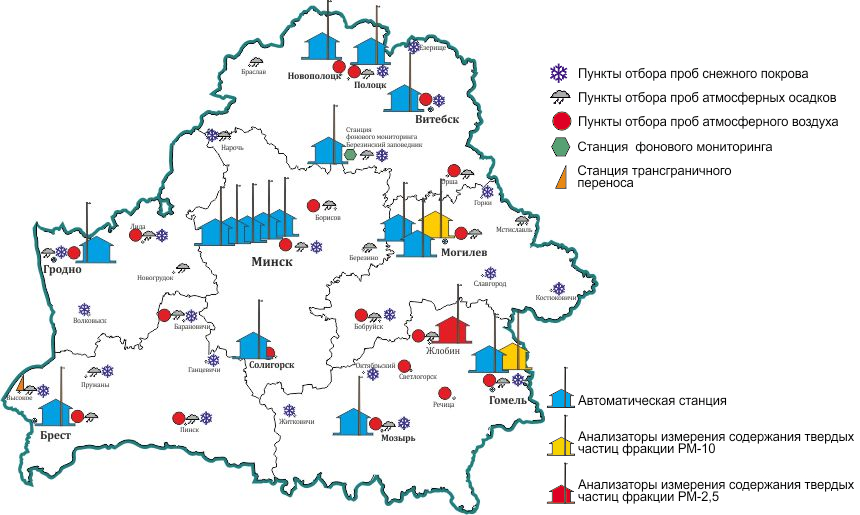 Езерище
Новополоцк
Полоцк
Браслав
Витебск
Станция
фонового мониторинга
Березинский заповедник
Нарочь
Орша
Горки
Борисов
Мстиславль
Лида
Минск
Березино
Могилев
Гродно
Новогрудок
Славгород
Костюковичи
Волковыск
Барановичи
Бобруйск
Жлобин
Ганцевичи
Солигорск
Октябрьский
Светлогорск
Пружаны
Высокое
Речица
Гомель
Брест
Пинск
Житковичи
Мозырь
Пункты отбора проб снежного покрова
Пункты отбора проб атмосферных осадков
Пункты отбора проб атмосферного воздуха
Станция фонового мониторинга
Станция трансграничного
переноса
Автоматическая станция
Анализаторы измерения содержания твердых
частиц фракции РМ-10
Анализаторы измерения содержания твердых
частиц фракции РМ-2,5